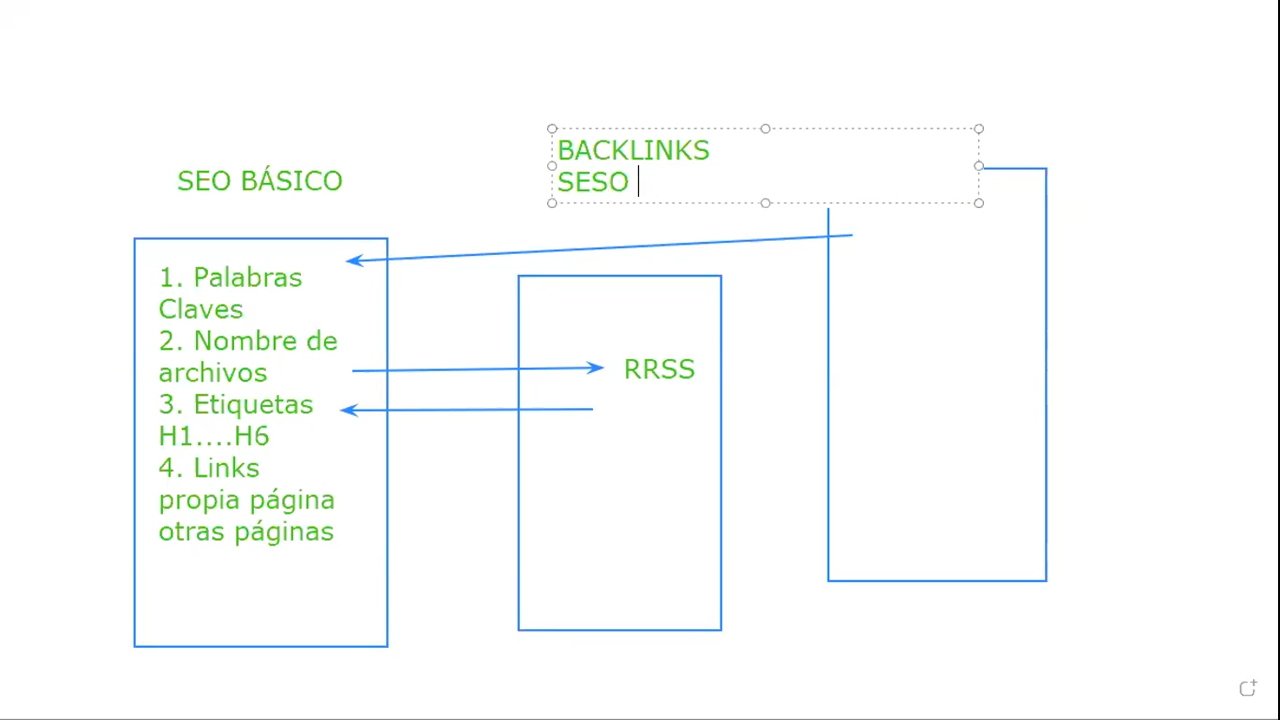 BACKLINKS
SESO
SEO BÁSICO
1. Palabras
Claves
2. Nombre de
archivos
3. Etiquetas
H1....H6
4. Links
propia página
otras páginas
RRSS